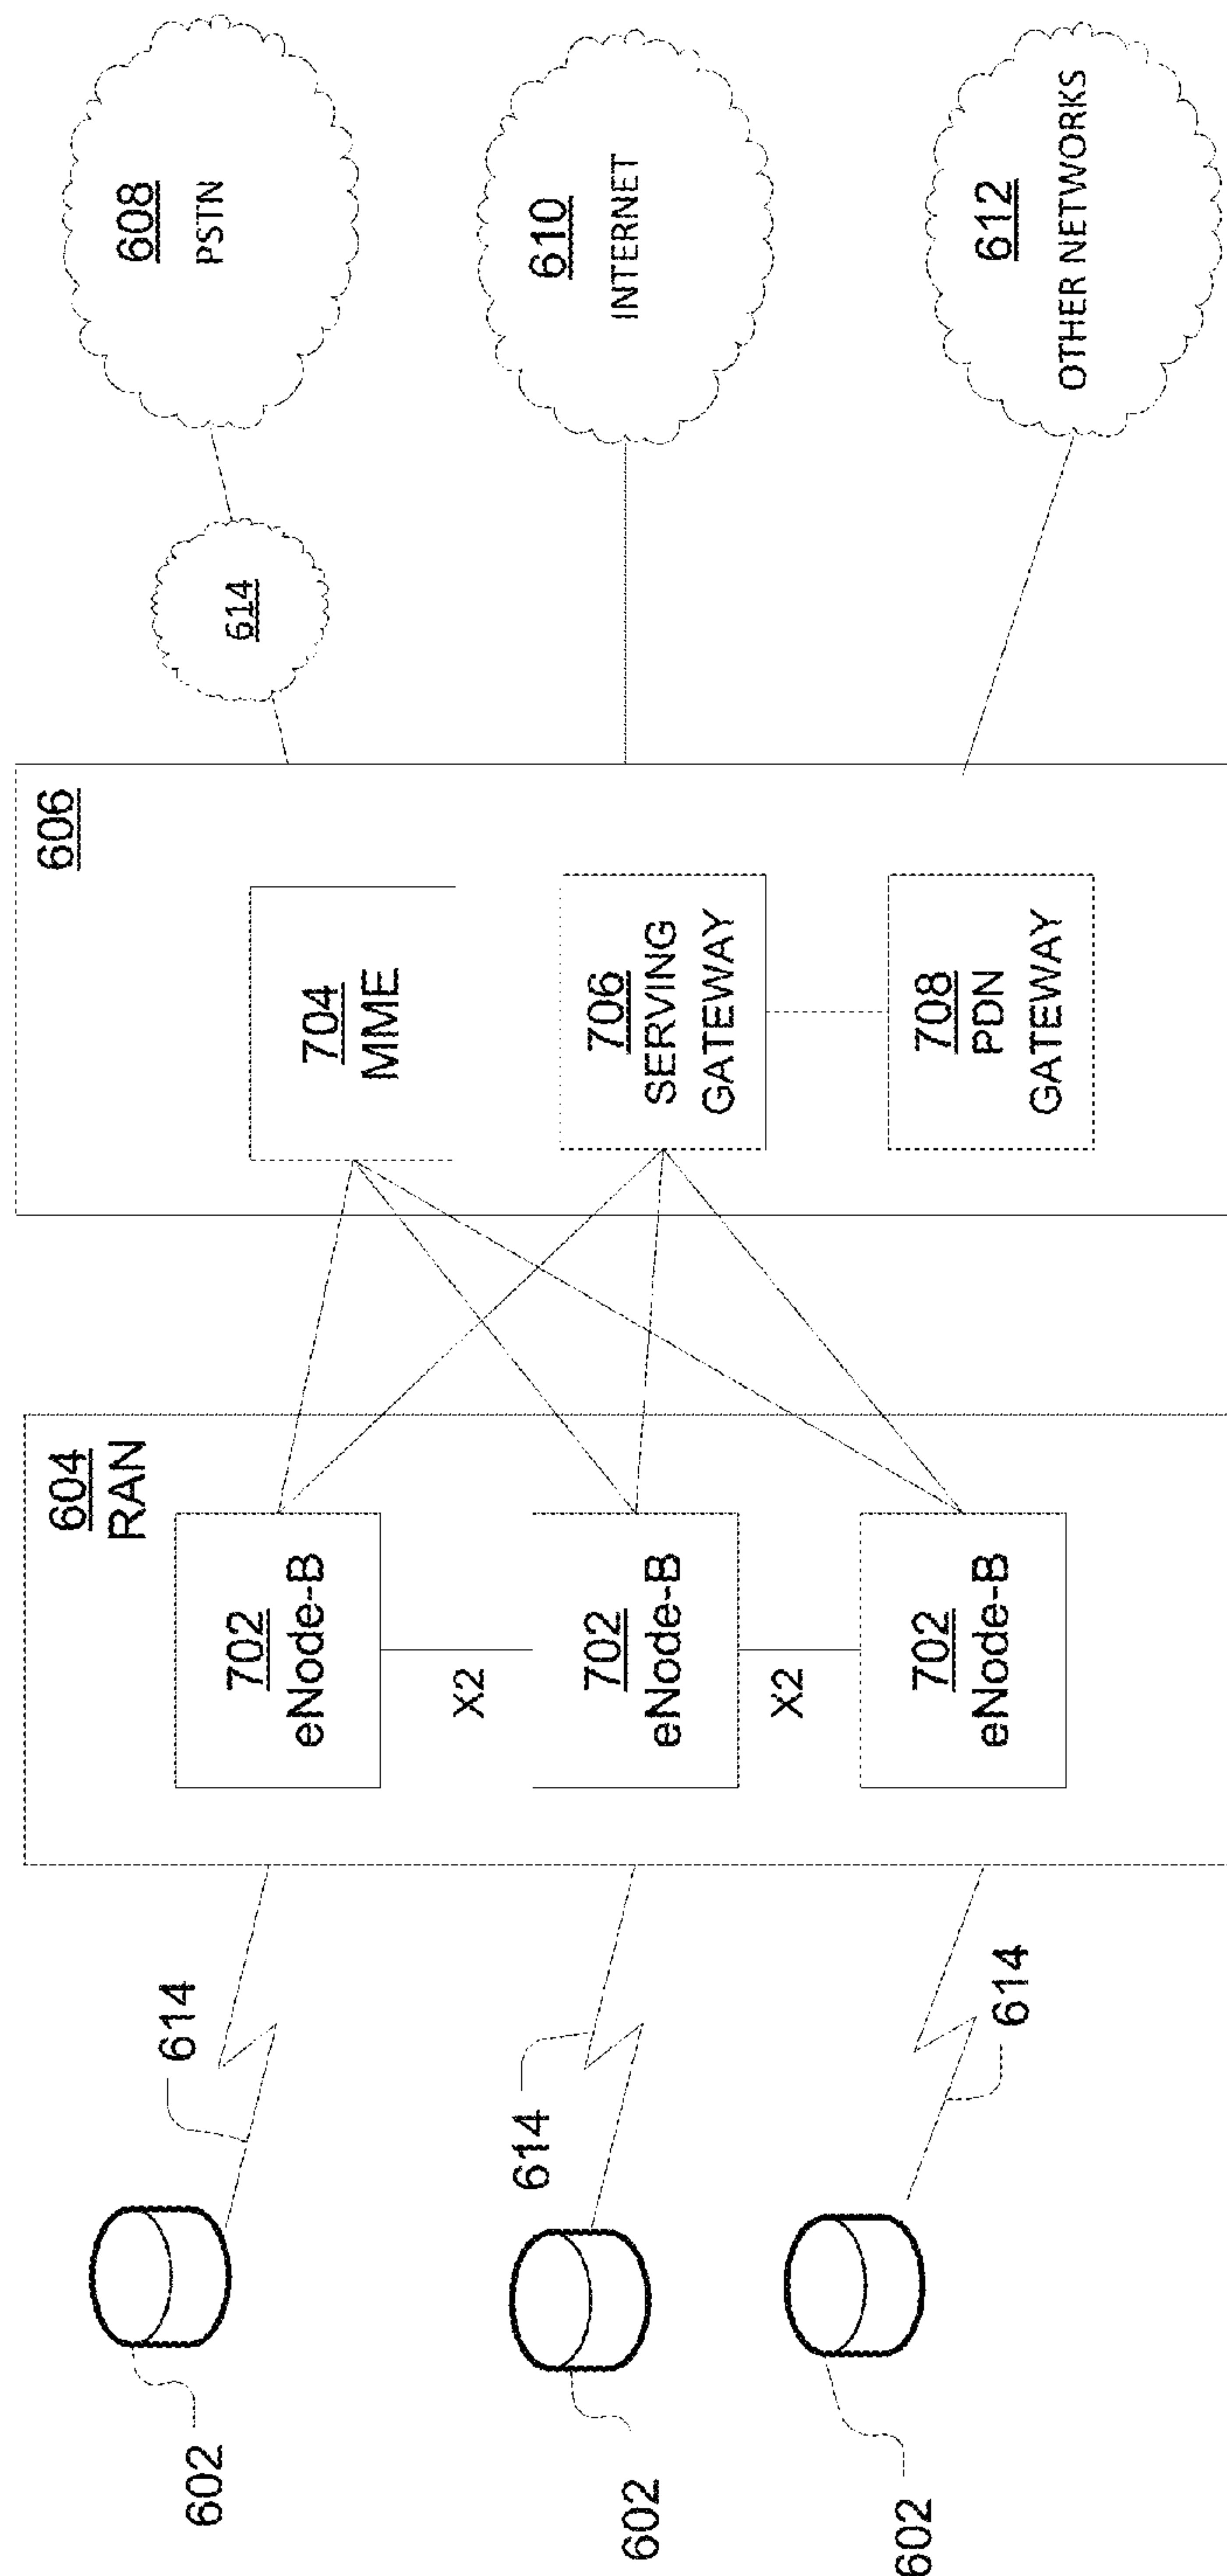 602
602
602
614
614
614
604
RAN
702
eNode-B
X2
702
eNode-B
X2
702
eNode-B
606
704
MME
706
SERVING
GATEWAY
708
PDN
GATEWAY
614
608
PSTN
610
INTERNET
612
OTHER NETWORKS